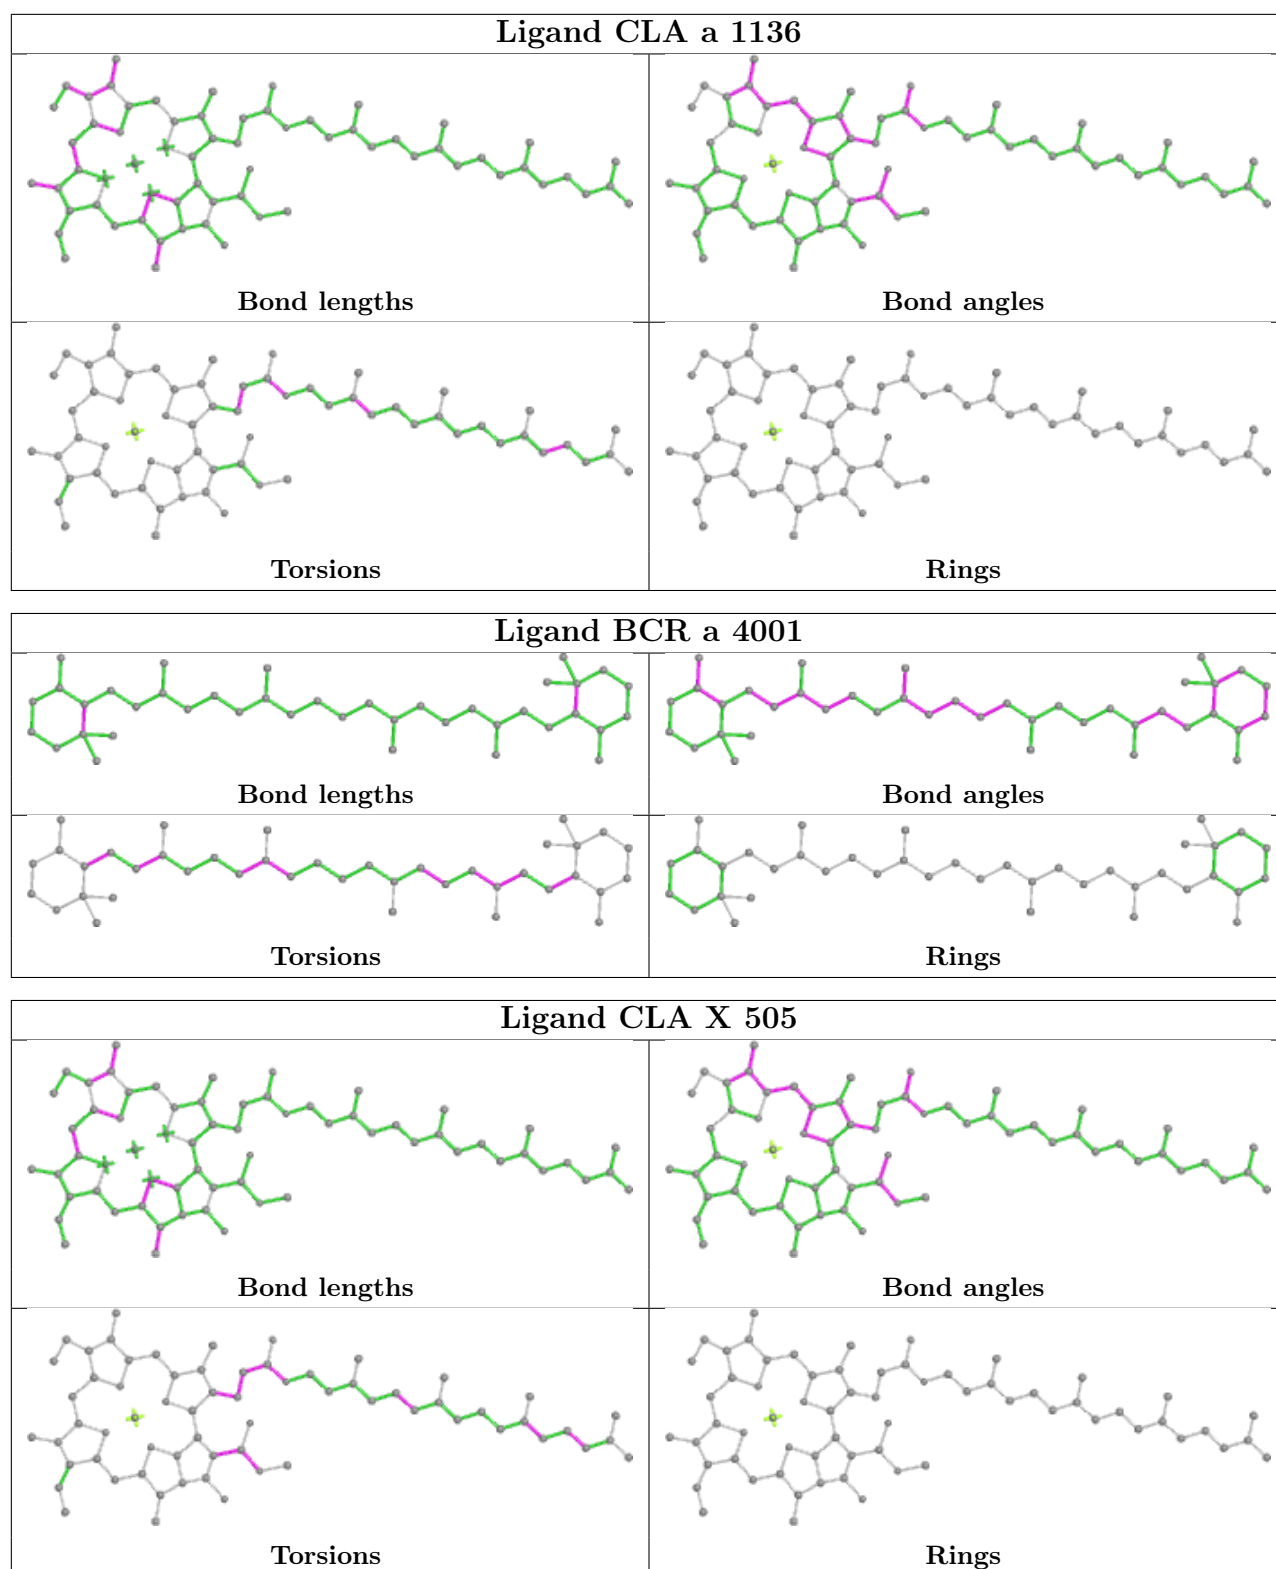 Ligand CLA a 1136
Bond lengths
Bond angles
Torsions
Rings
Ligand BCR a 4001
Bond lengths
Bond angles
Torsions
Rings
Ligand CLA X 505
Bond lengths
Bond angles
Torsions
Rings